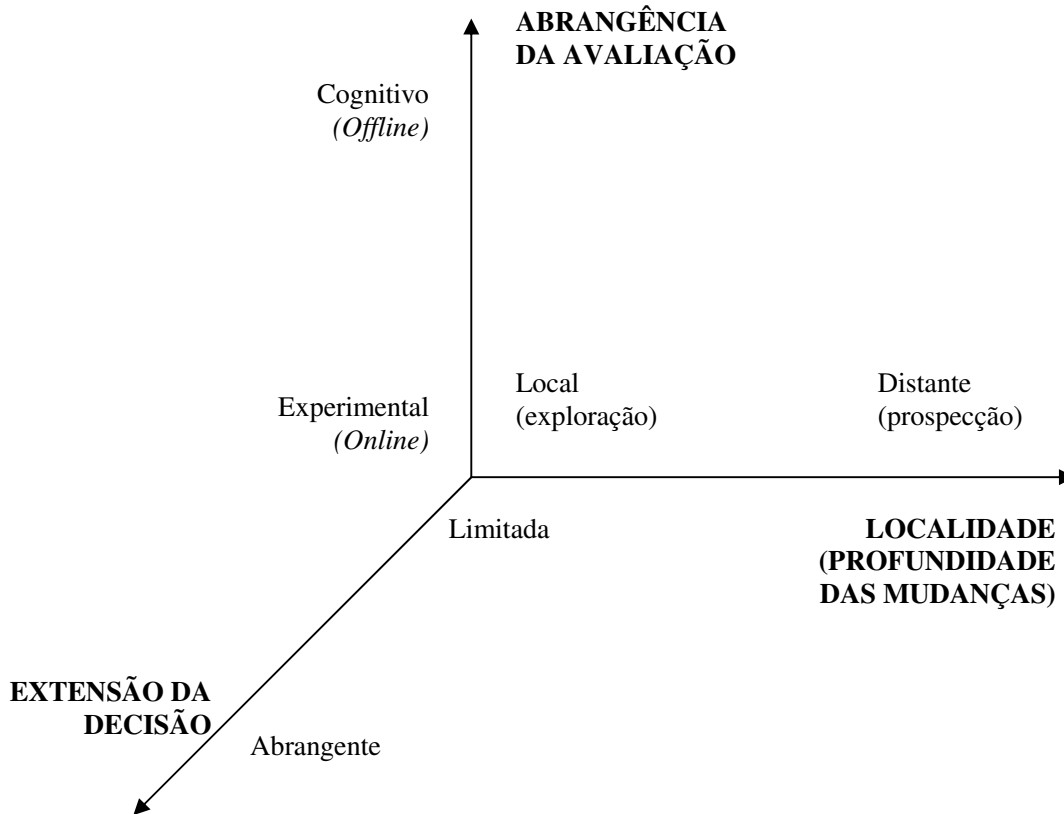 ABRANGÊNCIA
DA AVALIAÇÃO
Cognitivo
(Offline)
Experimental
(Online)
Local
(exploração)
Distante
(prospecção)
Limitada
LOCALIDADE
(PROFUNDIDADE
DAS MUDANÇAS)
EXTENSÃO DA
DECISÃO
Abrangente